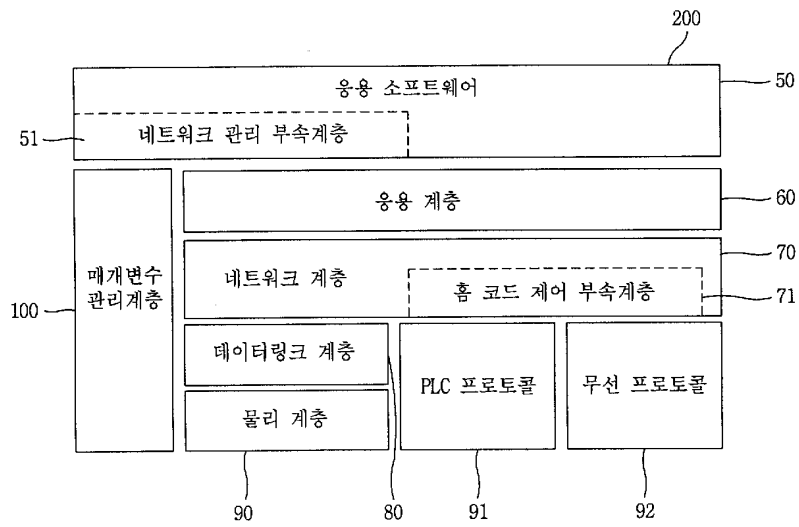 200
응용 소프트웨어
50
51
네트워크 관리 부속계층
응용 계층
60
매개변수
관리계층
100
네트워크 계층
70
홈 코드 제어 부속계층
71
데이터링크 계층
PLC 프로토콜
무선 프로토콜
물리 계층
90
80
91
92